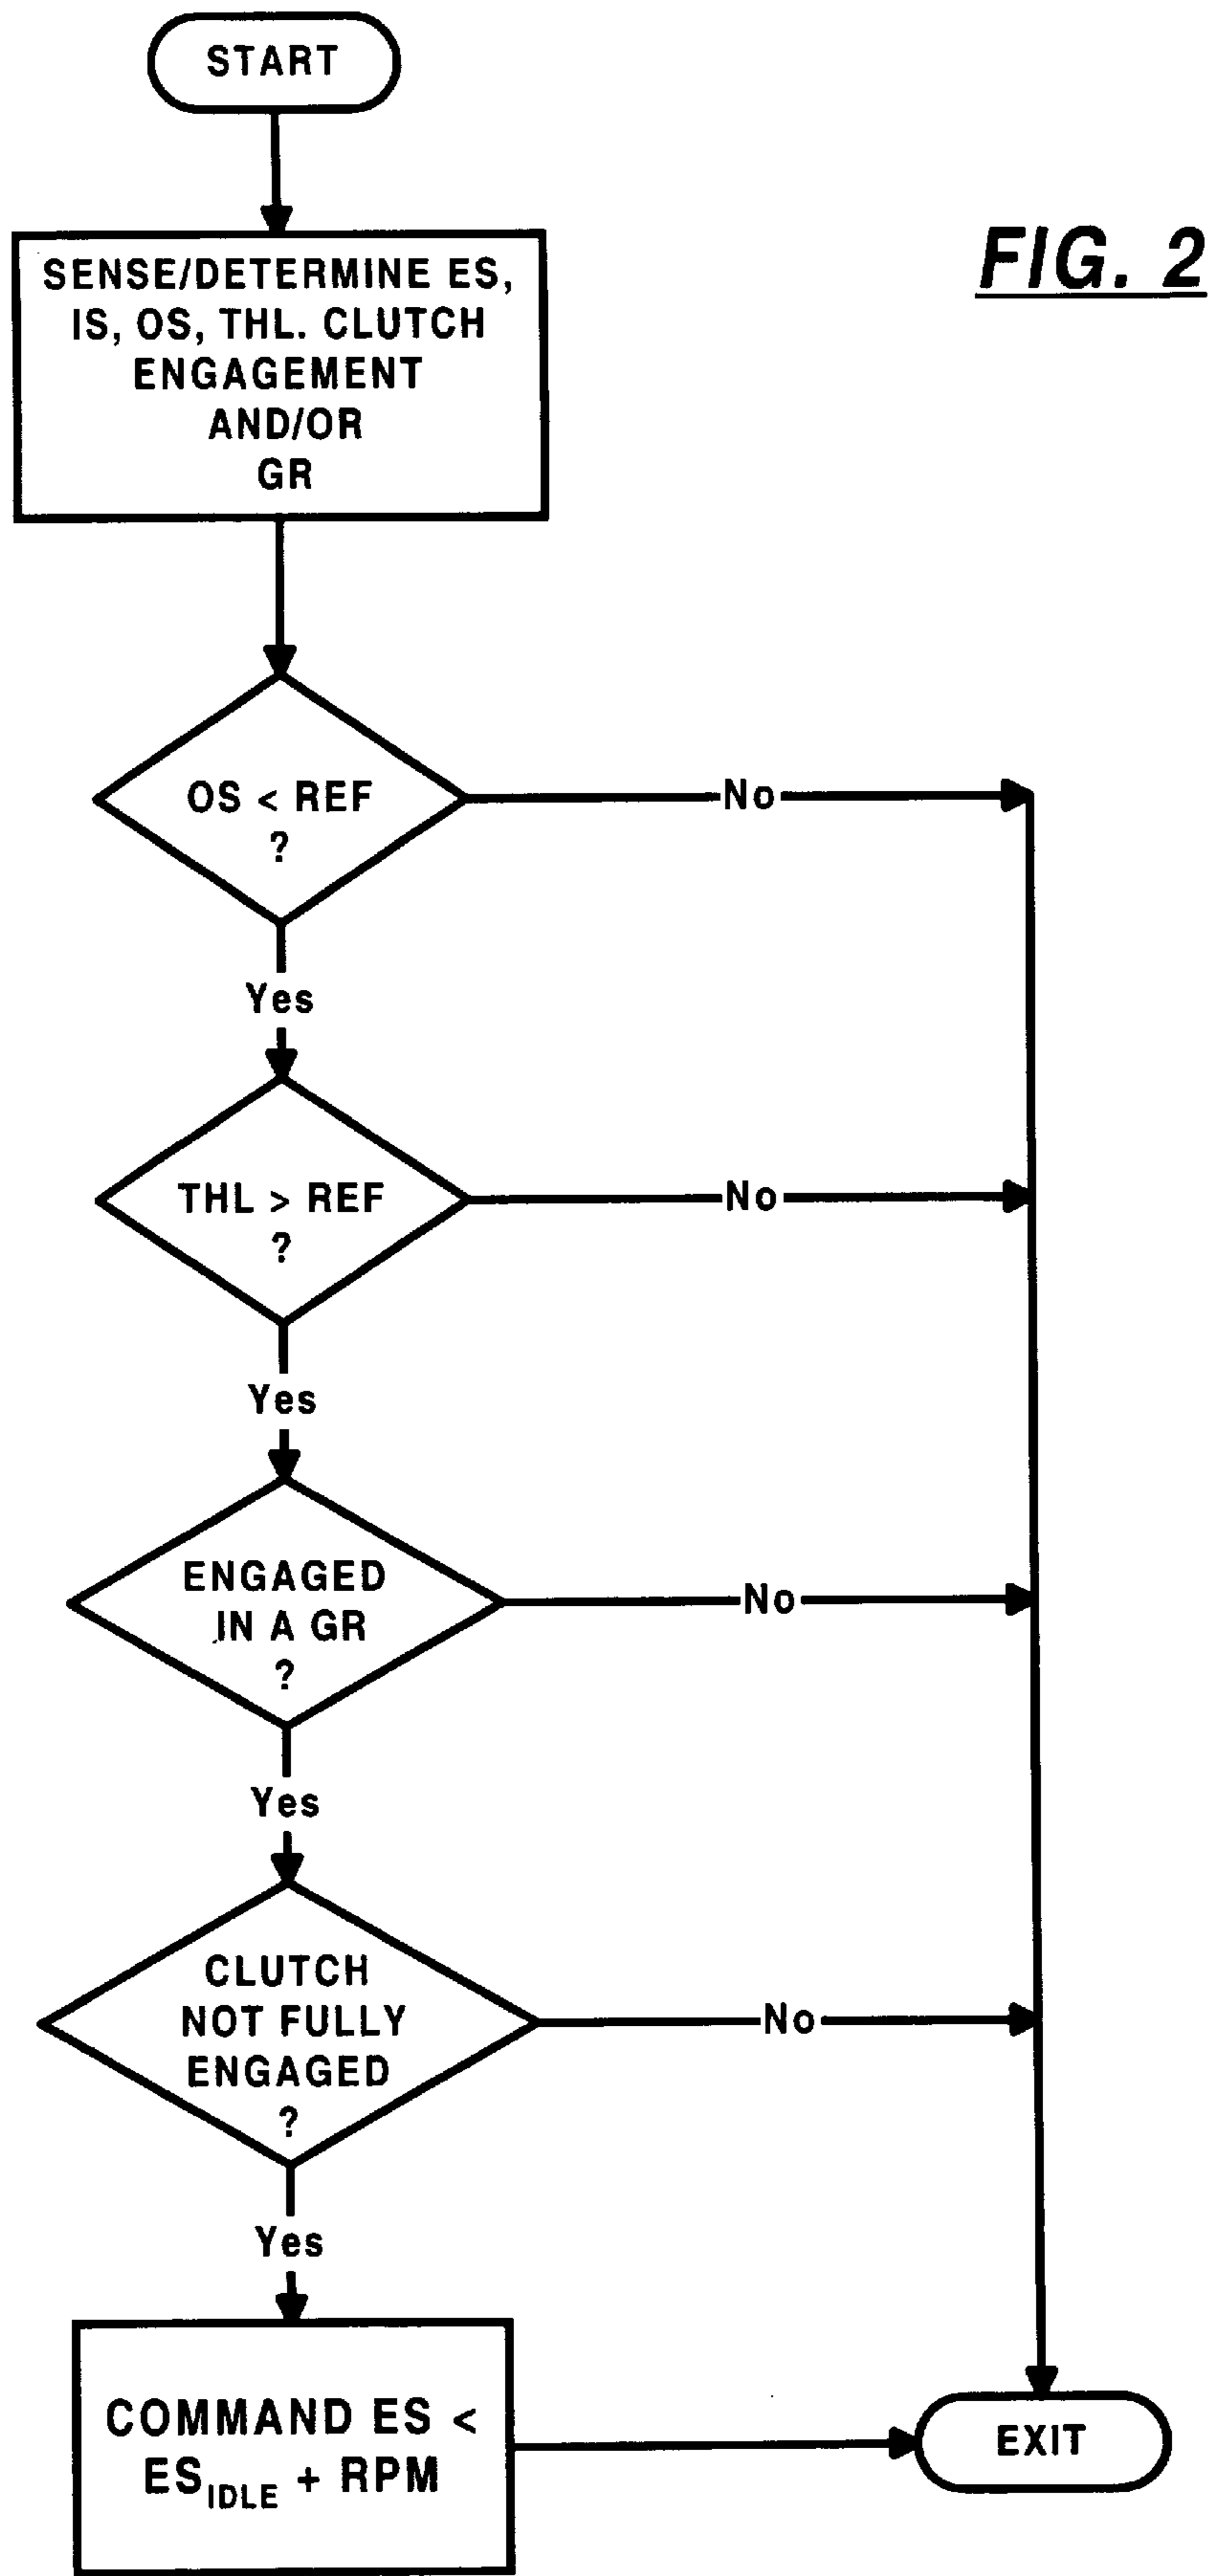 START
FIG. 2
SENSE/DETERMINE ES,
IS, OS, THL. CLUTCH
ENGAGEMENT
AND/OR
GR
OS < REF
?
No
Yes
THL > REF
?
No
Yes
ENGAGED
IN A GR
?
No
Yes
CLUTCH
NOT FULLY
ENGAGED
?
No
Yes
COMMAND ES <
ES_IDLE + RPM
EXIT